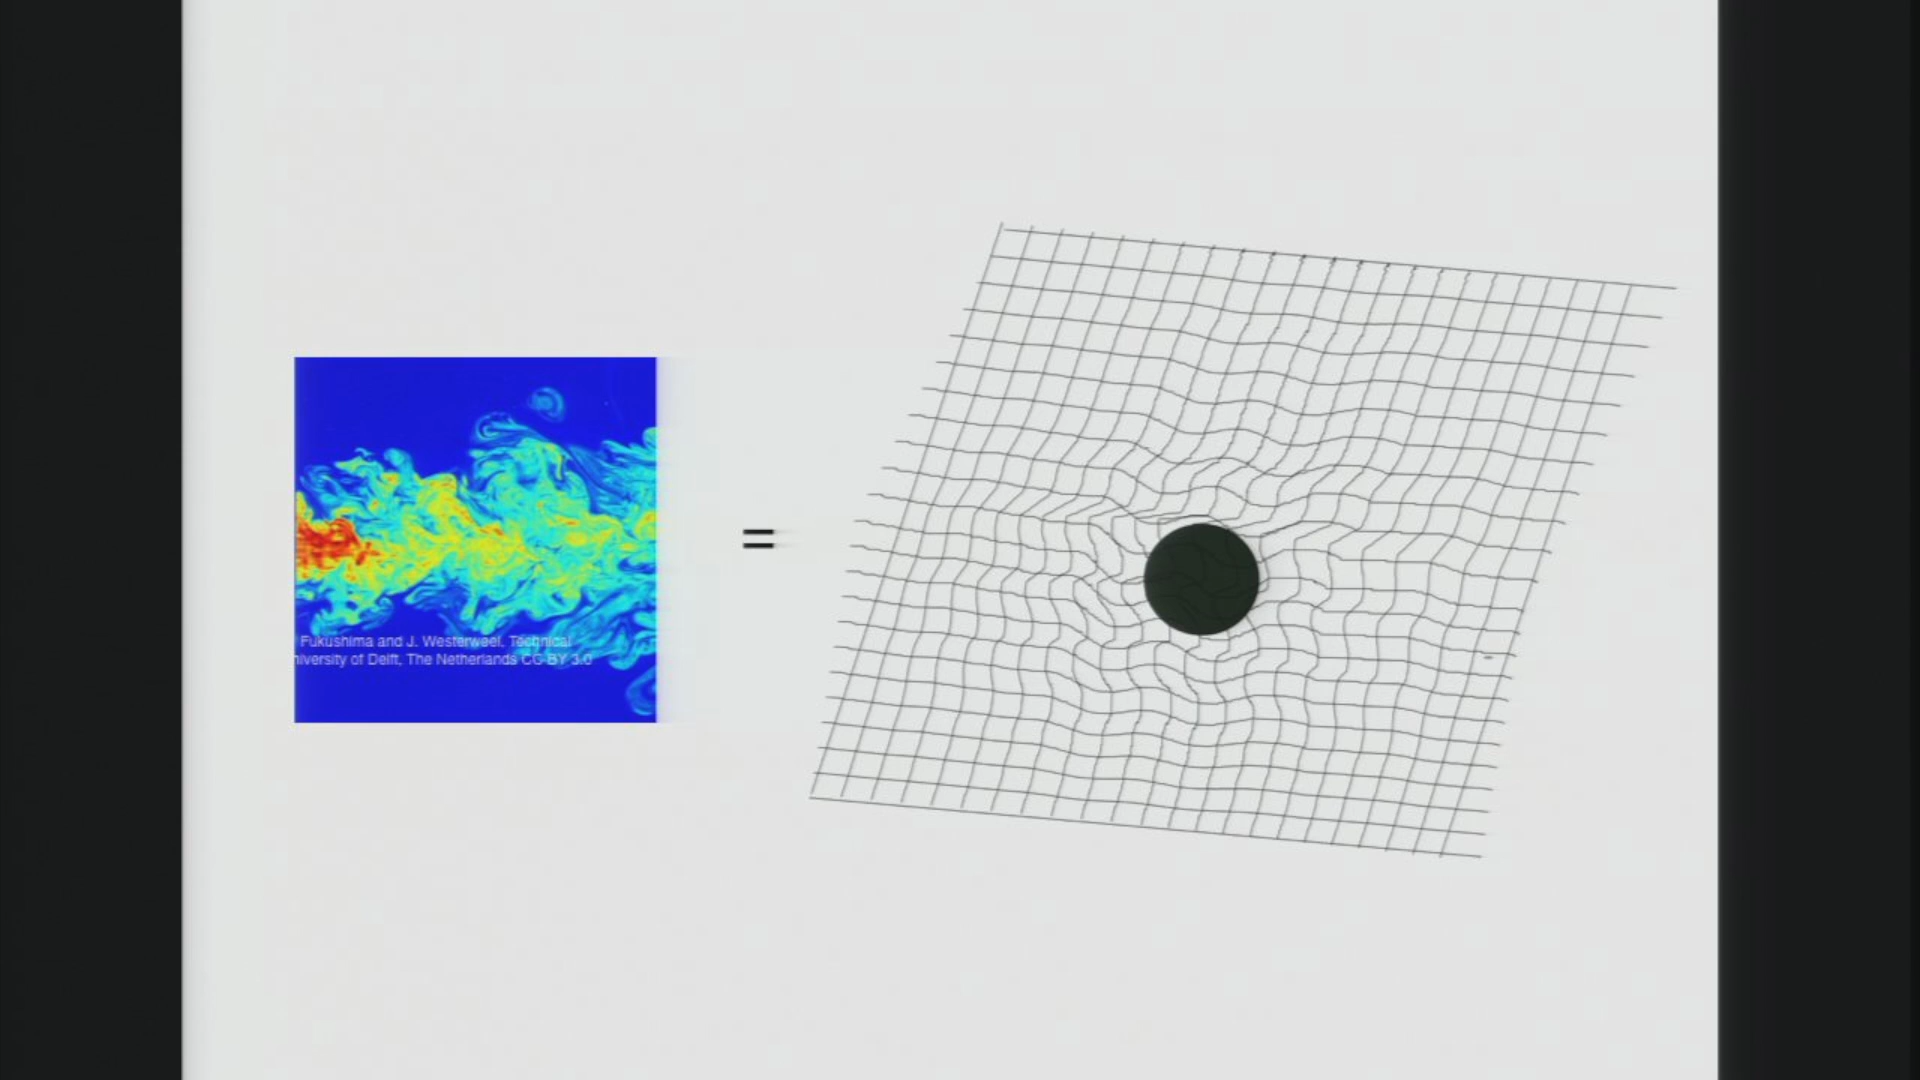 Fukushima and J. Westerweel, Technical
niversity of Delft, The Netherlands CC BY 3.0
=